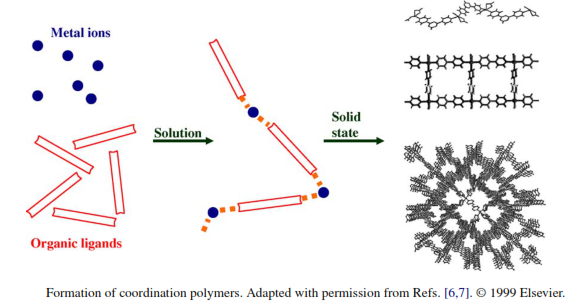 Metal ions
Solution
Solid
state
Organic ligands
Formation of coordination polymers. Adapted with permission from Refs. [6,7]. © 1999 Elsevier.